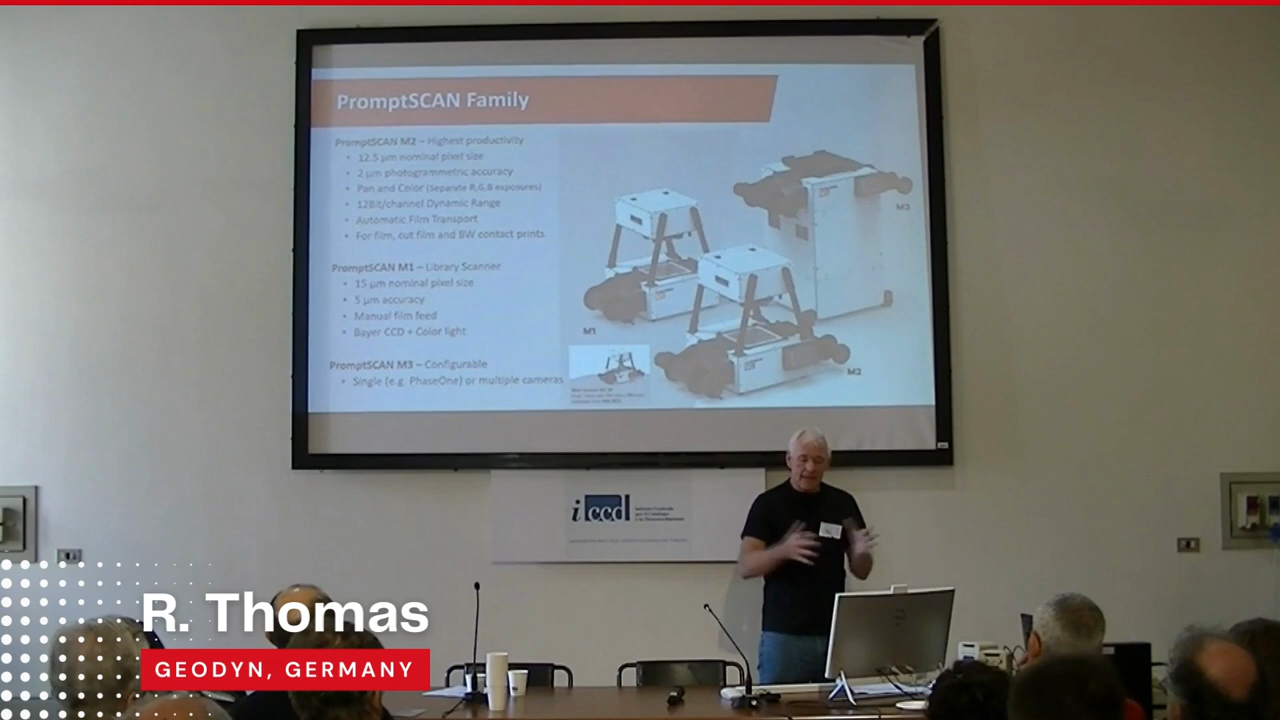 PromptSCAN Family
PromptSCAN M2 – Highest productivity
• 12.5 µm nominal pixel size
• 2 µm photogrammetric accuracy
• Pan and Color (Separate R,G,B exposures)
• 12Bit/channel Dynamic Range
• Automatic Film Transport
• For film, cut film and BW contact prints
PromptSCAN M1 – Library Scanner
• 15 µm nominal pixel size
• 5 µm accuracy
• Manual film feed
• Bayer CCD + Color light
PromptSCAN M3 – Configurable
• Single (e.g. PhaseOne) or multiple cameras
M3
M1
M2
iccd
R. Thomas
GEODYN, GERMANY